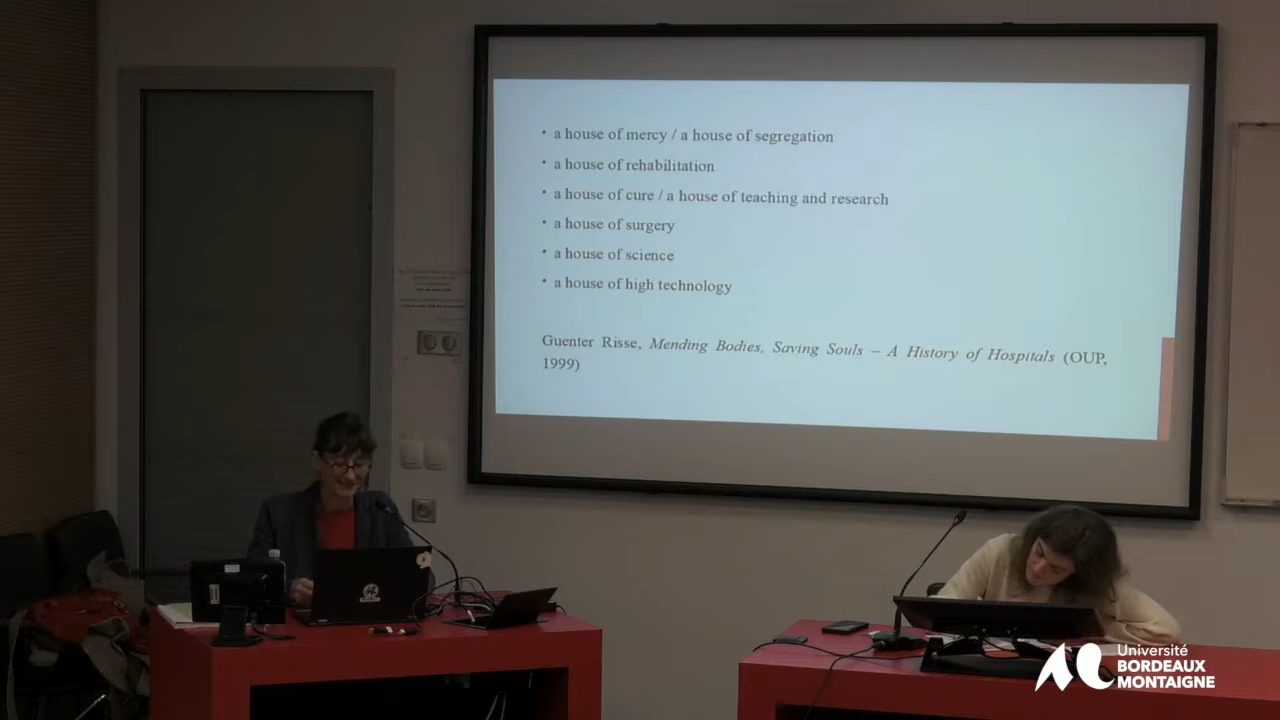 • a house of mercy / a house of segregation
• a house of rehabilitation
• a house of cure / a house of teaching and research
• a house of surgery
• a house of science
• a house of high technology
Guenter Risse, Mending Bodies, Saving Souls – A History of Hospitals (OUP,
1999)
Université
BORDEAUX
MONTAIGNE